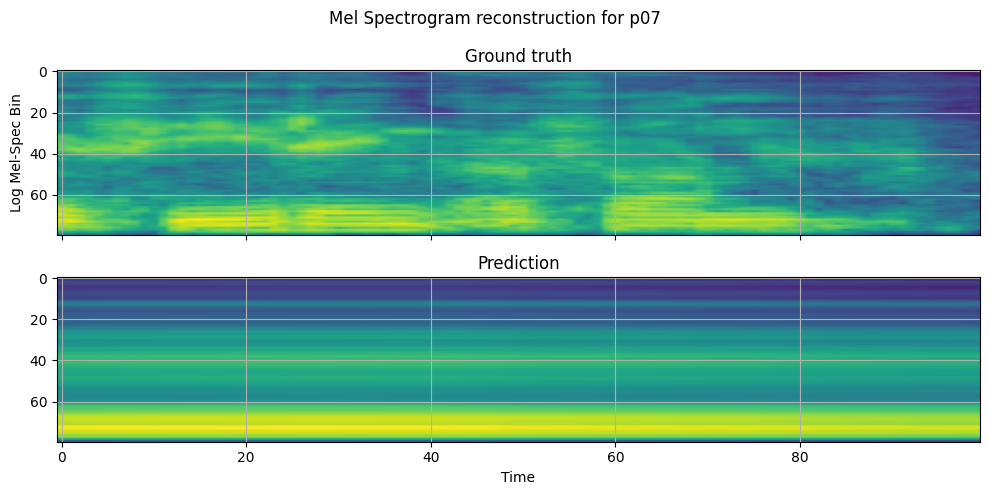 Mel Spectrogram reconstruction for p07
Ground truth
0
20
40
60
Log Mel-Spec Bin
Prediction
0
20
40
60
0 20 40 60 80
Time